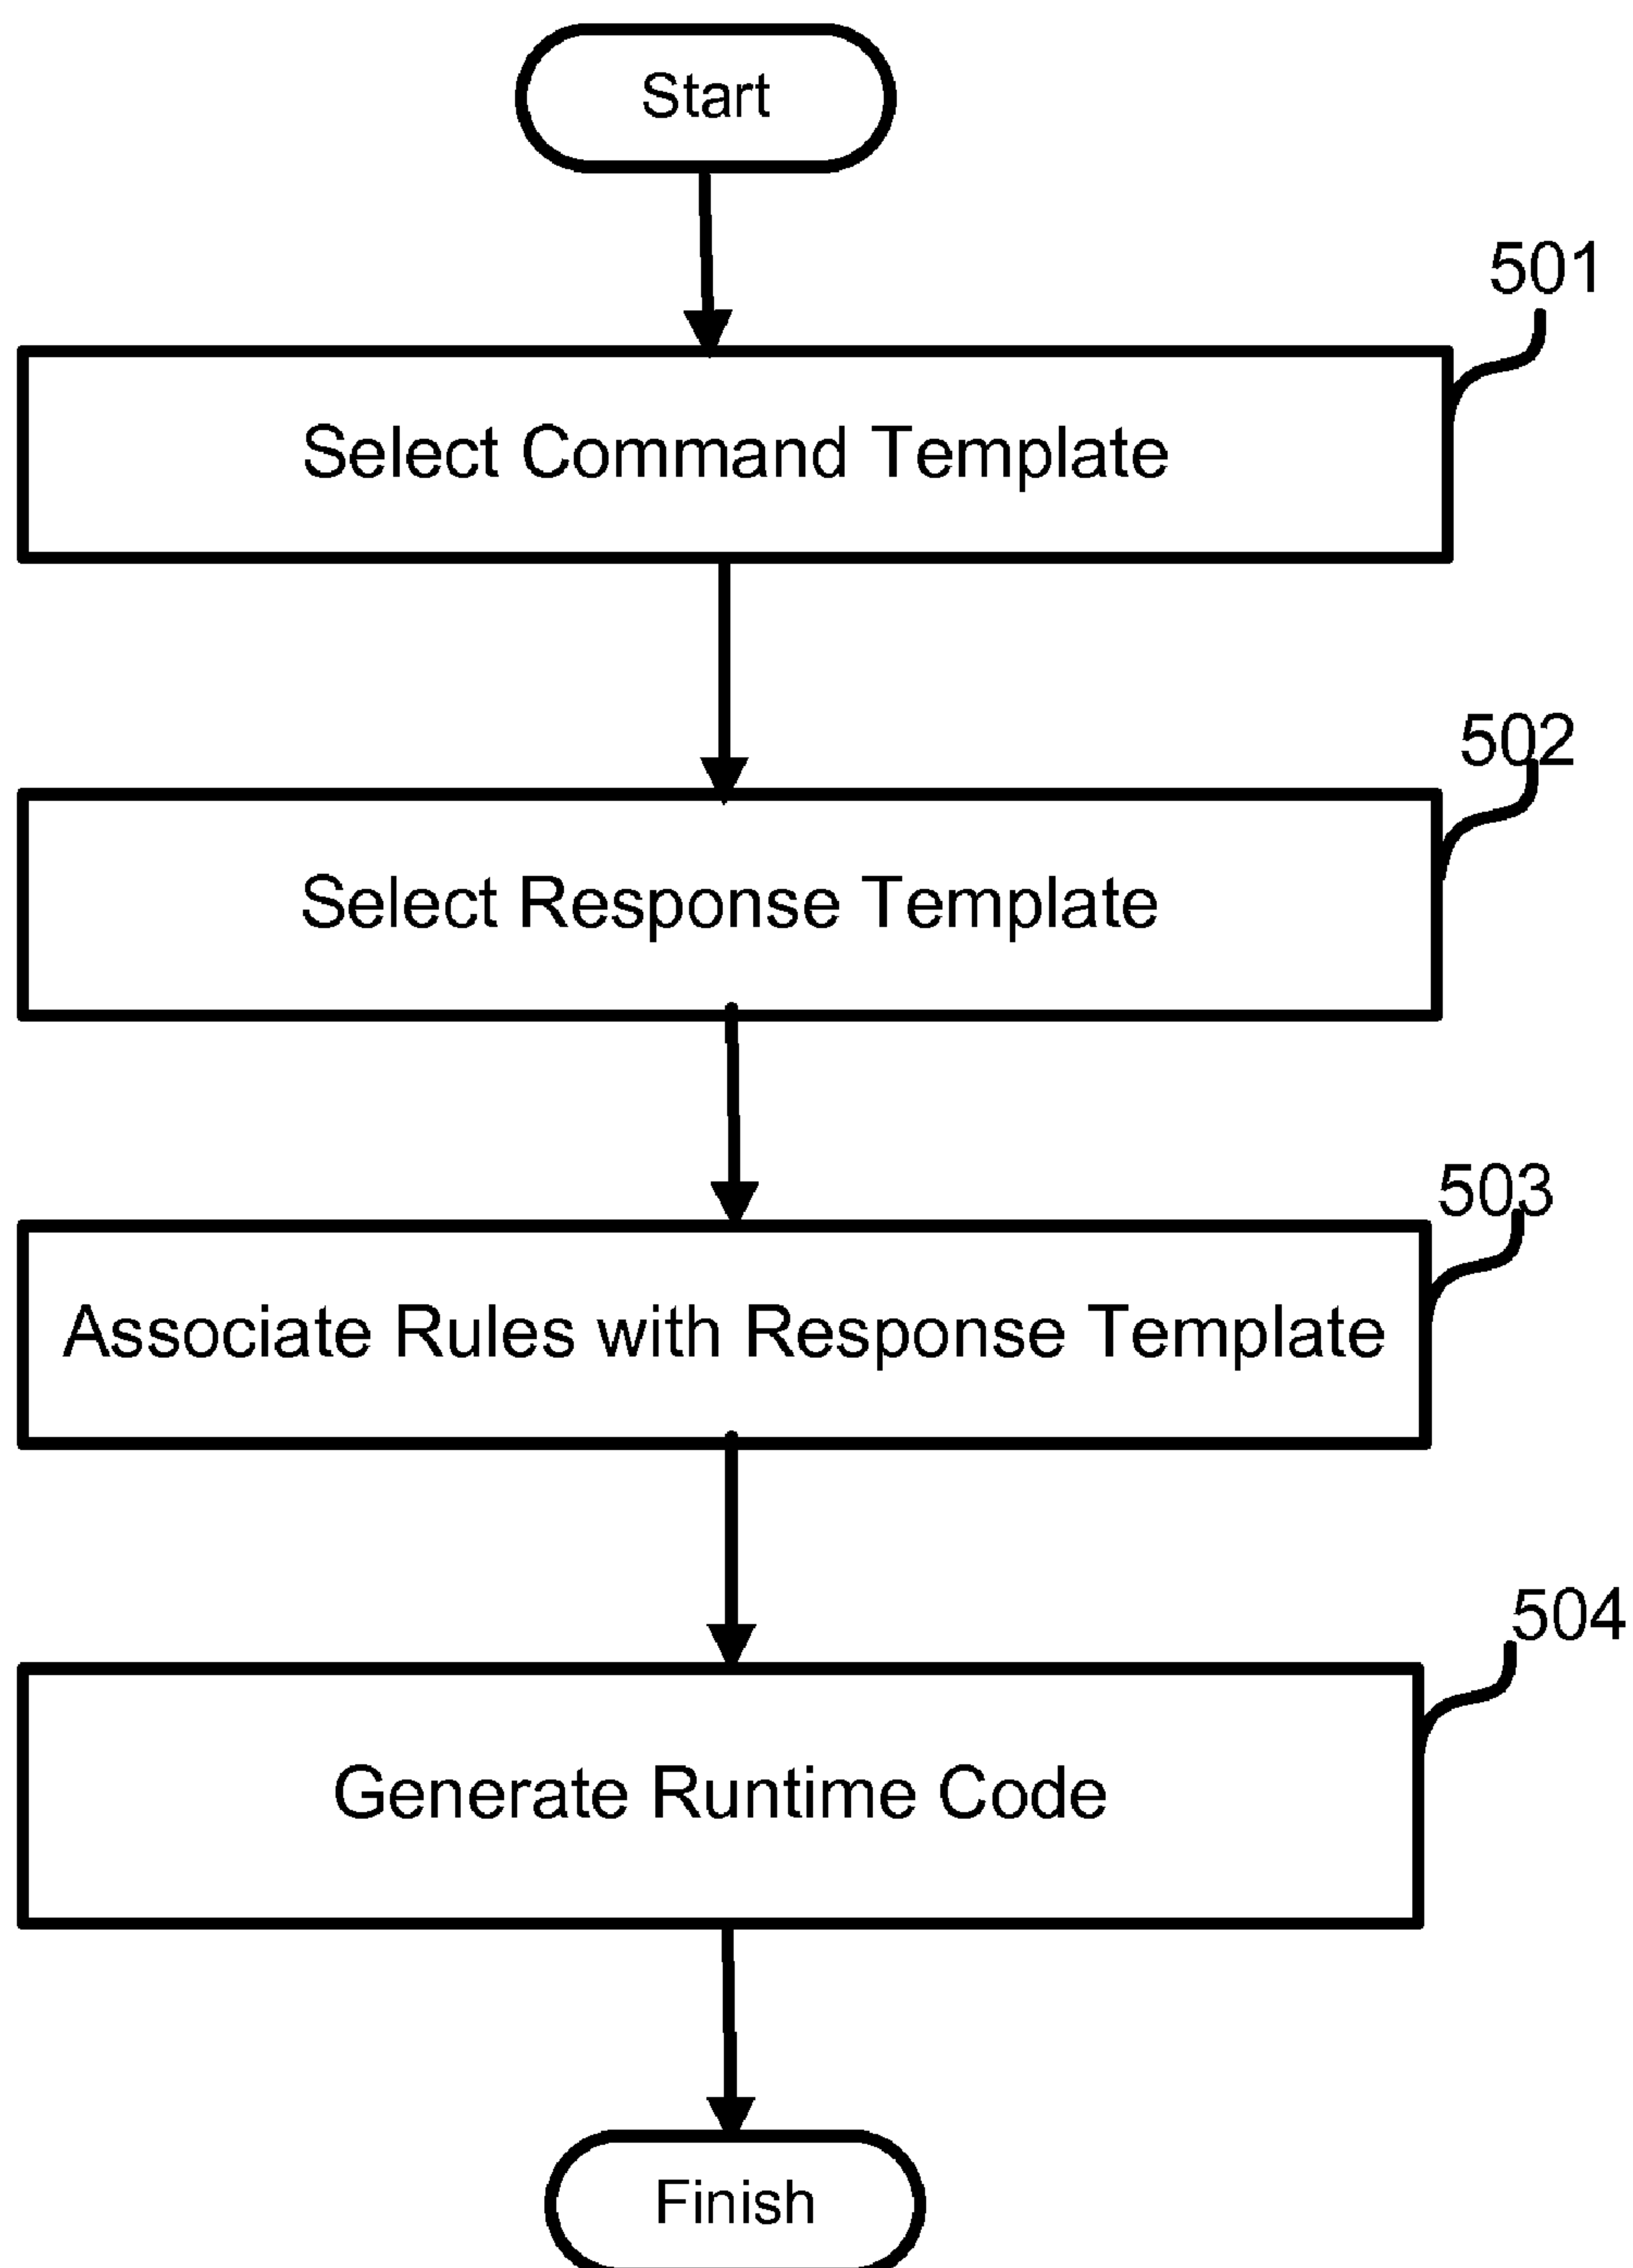 Start
501
Select Command Template
502
Select Response Template
503
Associate Rules with Response Template
504
Generate Runtime Code
Finish